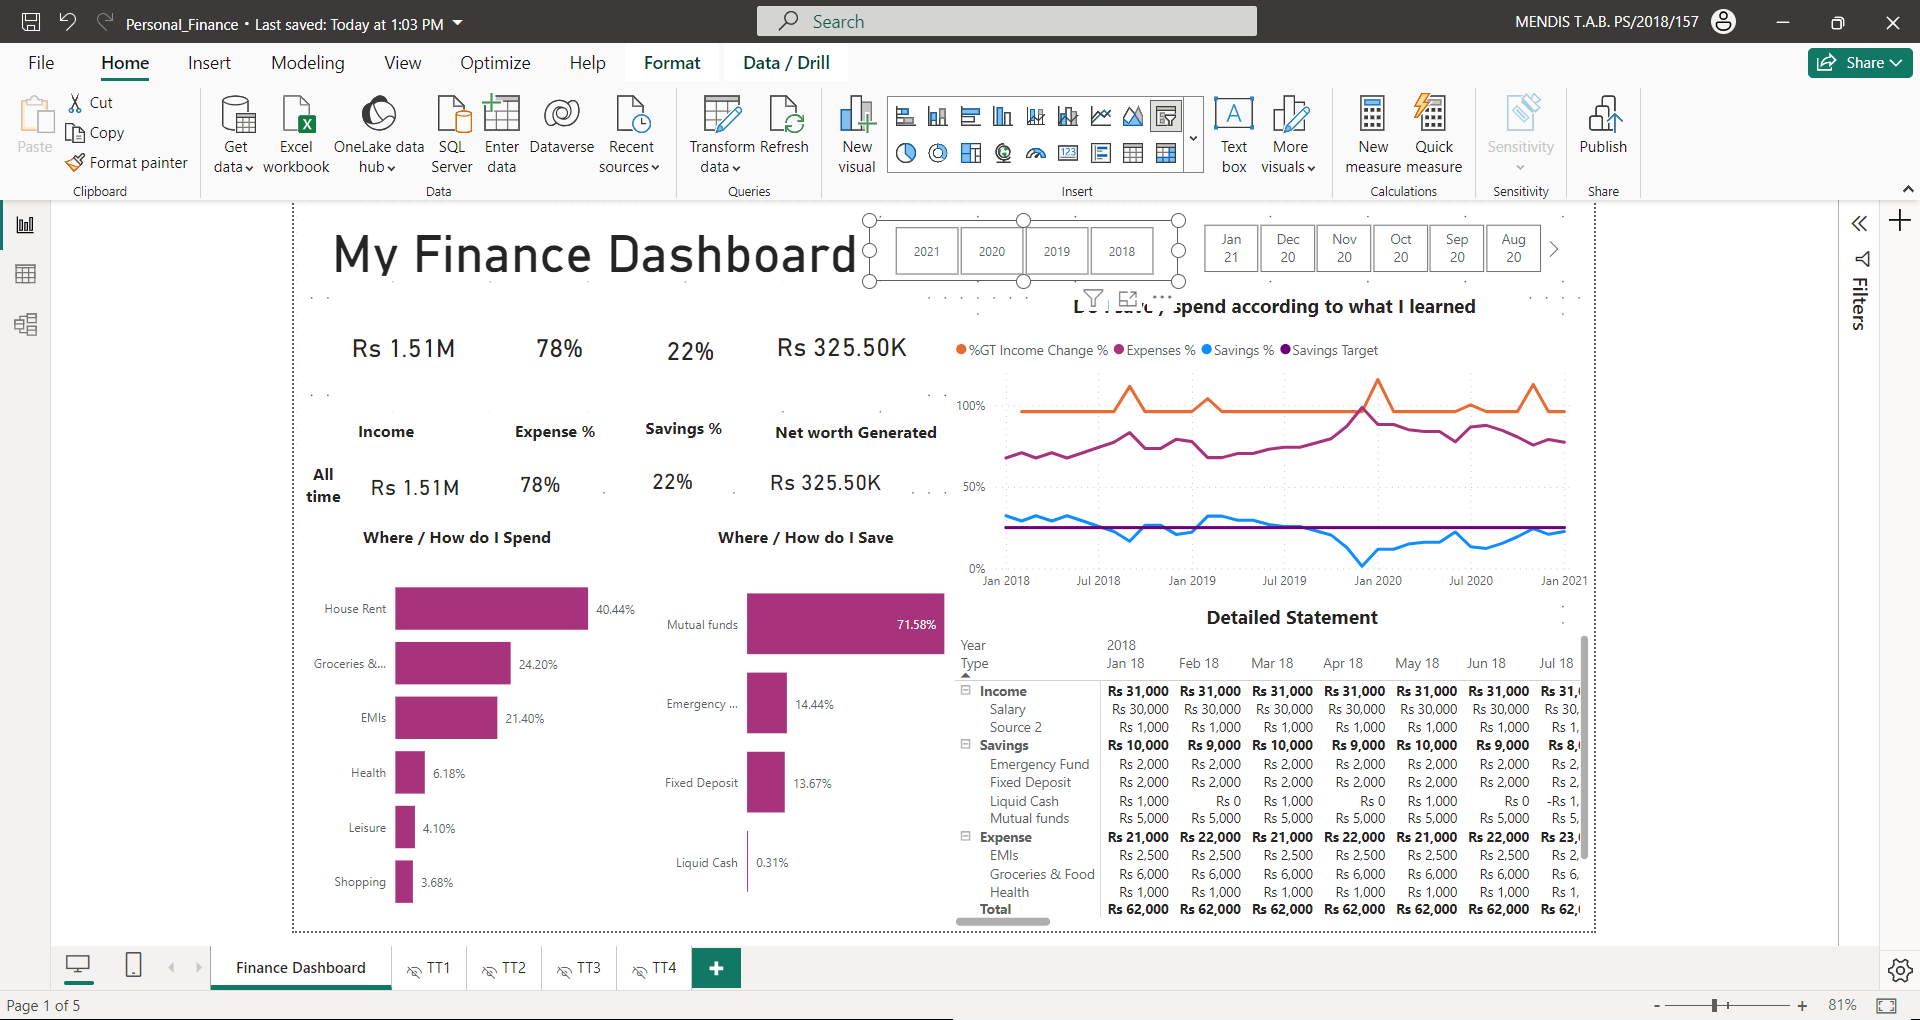 Personal_Finance • Last saved: Today at 1:03 PM
Search
MENDIS T.A.B. PS/2018/157
File Home Insert Modeling View Optimize Help Format Data / Drill
Share
Paste
Cut
Copy
Format painter
Clipboard
Get data
Excel workbook
OneLake data hub
SQL Server
Enter data
Dataverse
Recent sources
Data
Transform data
Refresh
Queries
New visual
Text box
More visuals
Insert
New measure
Quick measure
Calculations
Sensitivity
Sensitivity
Publish
Share
My Finance Dashboard
2021 2020 2019 2018
Jan 21 Dec 20 Nov 20 Oct 20 Sep 20 Aug 20
Filters
Rs 1.51M 78% 22% Rs 325.50K
Income Expense % Savings % Net worth Generated
All time Rs 1.51M 78% 22% Rs 325.50K
Where / How do I Spend
House Rent 40.44%
Groceries &... 24.20%
EMIs 21.40%
Health 6.18%
Leisure 4.10%
Shopping 3.68%
Where / How do I Save
Mutual funds 71.58%
Emergency ... 14.44%
Fixed Deposit 13.67%
Liquid Cash 0.31%
spend according to what I learned
%GT Income Change % Expenses % Savings % Savings Target
100%
50%
0%
Jan 2018 Jul 2018 Jan 2019 Jul 2019 Jan 2020 Jul 2020 Jan 2021
Detailed Statement
Year 2018
Type Jan 18 Feb 18 Mar 18 Apr 18 May 18 Jun 18 Jul 18
Income Rs 31,000 Rs 31,000 Rs 31,000 Rs 31,000 Rs 31,000 Rs 31,000 Rs 31,
Salary Rs 30,000 Rs 30,000 Rs 30,000 Rs 30,000 Rs 30,000 Rs 30,000 Rs 30,
Source 2 Rs 1,000 Rs 1,000 Rs 1,000 Rs 1,000 Rs 1,000 Rs 1,000 Rs 1,
Savings Rs 10,000 Rs 9,000 Rs 10,000 Rs 9,000 Rs 10,000 Rs 9,000 Rs 8,
Emergency Fund Rs 2,000 Rs 2,000 Rs 2,000 Rs 2,000 Rs 2,000 Rs 2,000 Rs 2,
Fixed Deposit Rs 2,000 Rs 2,000 Rs 2,000 Rs 2,000 Rs 2,000 Rs 2,000 Rs 2,
Liquid Cash Rs 1,000 Rs 0 Rs 1,000 Rs 0 Rs 1,000 Rs 0 -Rs 1,
Mutual funds Rs 5,000 Rs 5,000 Rs 5,000 Rs 5,000 Rs 5,000 Rs 5,000 Rs 5,
Expense Rs 21,000 Rs 22,000 Rs 21,000 Rs 22,000 Rs 21,000 Rs 22,000 Rs 23,
EMIs Rs 2,500 Rs 2,500 Rs 2,500 Rs 2,500 Rs 2,500 Rs 2,500 Rs 2,
Groceries & Food Rs 6,000 Rs 6,000 Rs 6,000 Rs 6,000 Rs 6,000 Rs 6,000 Rs 6,
Health Rs 1,000 Rs 1,000 Rs 1,000 Rs 1,000 Rs 1,000 Rs 1,000 Rs 1,
Total Rs 62,000 Rs 62,000 Rs 62,000 Rs 62,000 Rs 62,000 Rs 62,000 Rs 62,
Finance Dashboard TT1 TT2 TT3 TT4
Page 1 of 5
- + 81%